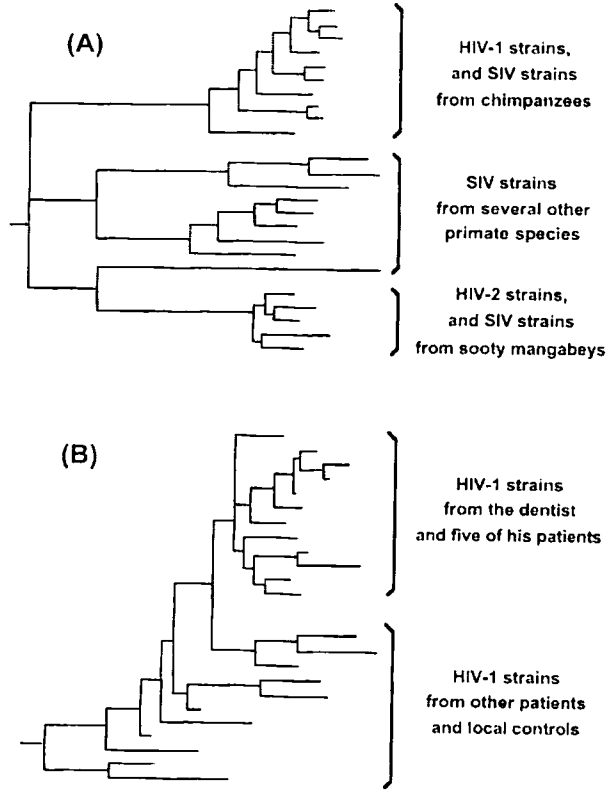 (A)
HIV-1 strains,
and SIV strains
from chimpanzees
SIV strains
from several other
primate species
HIV-2 strains,
and SIV strains
from sooty mangabeys
(B)
HIV-1 strains
from the dentist
and five of his patients
HIV-1 strains
from other patients
and local controls